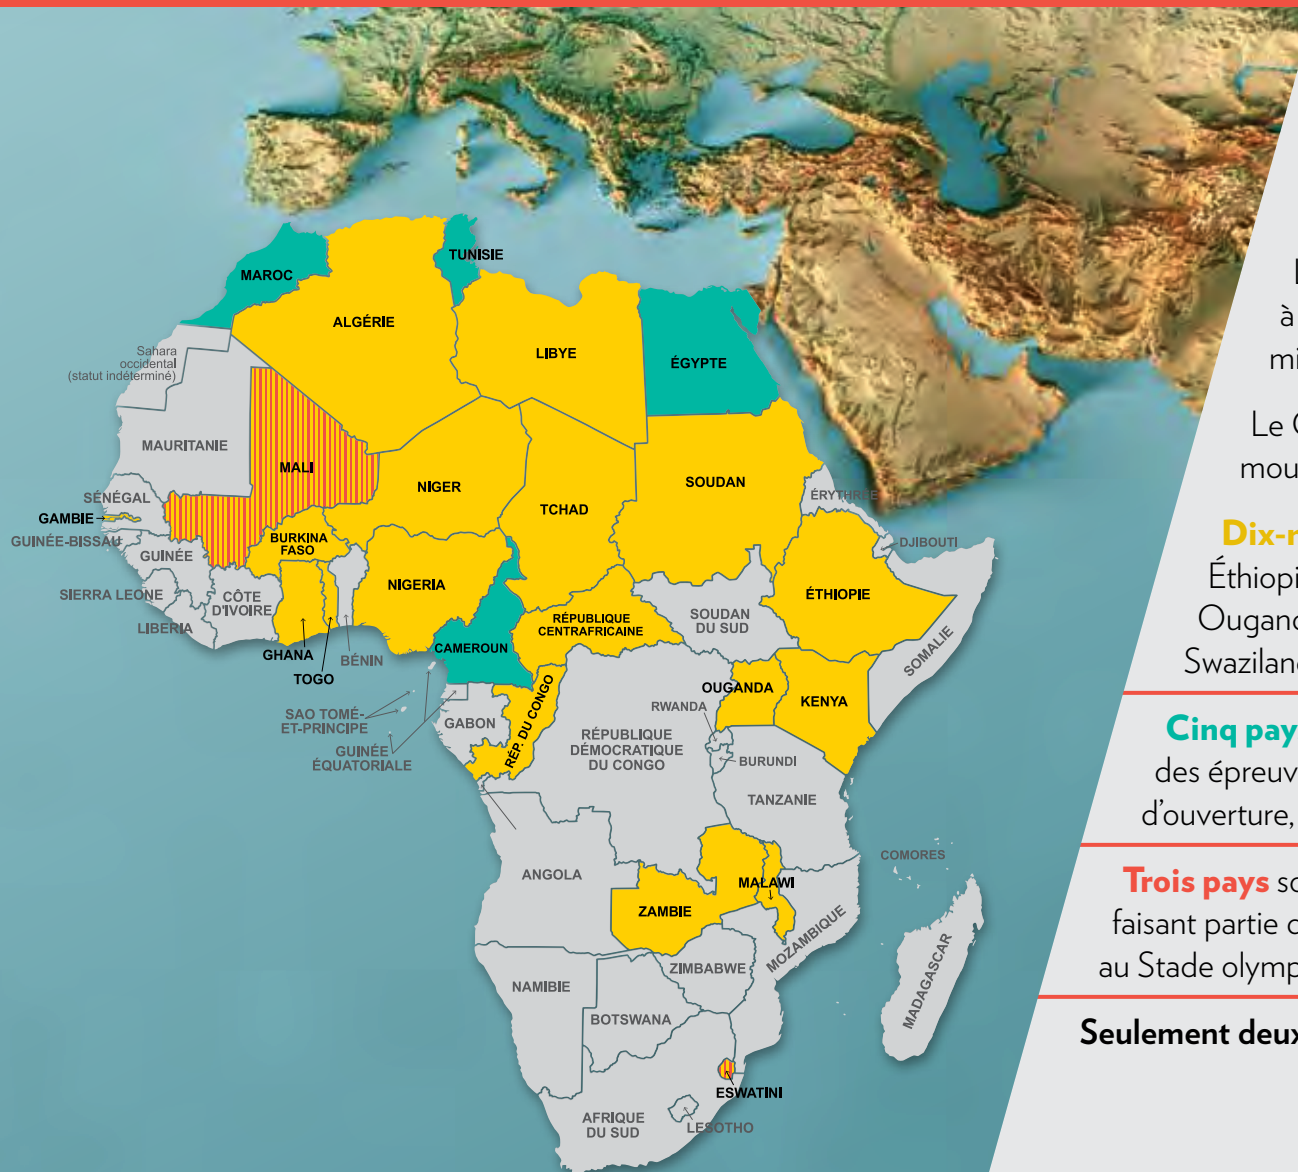 MAROC
TUNISIE
ALGÉRIE
LIBYE
ÉGYPTE
Sahara
occidental
(statut indéterminé)
MAURITANIE
MALI
NIGER
TCHAD
SOUDAN
ÉRYTHRÉE
SÉNÉGAL
GAMBIE
GUINÉE-BISSAU
GUINÉE
BURKINA
FASO
DJIBOUTI
SIERRA LEONE
CÔTE
D'IVOIRE
NIGERIA
ÉTHIOPIE
LIBERIA
RÉPUBLIQUE
CENTRAFRICAINE
SOUDAN
DU SUD
GHANA
BÉNIN
TOGO
CAMEROUN
SOMALIE
OUGANDA
KENYA
RWANDA
SAO TOMÉ-
ET-PRINCIPE
GABON
RÉP. DU CONGO
GUINÉE
ÉQUATORIALE
RÉPUBLIQUE
DÉMOCRATIQUE
DU CONGO
BURUNDI
TANZANIE
COMORES
ANGOLA
MALAWI
ZAMBIE
MOZAMBIQUE
ZIMBABWE
NAMIBIE
BOTSWANA
MADAGASCAR
ESWATINI
AFRIQUE
DU SUD
LESOTHO
à
mi
Le
mou
Dix-
Éthiopi
Ougand
Swazilan
Cinq pay
des épreuv
d'ouverture,
Trois pays so
faisant partie
au Stade olymp
Seulement deux